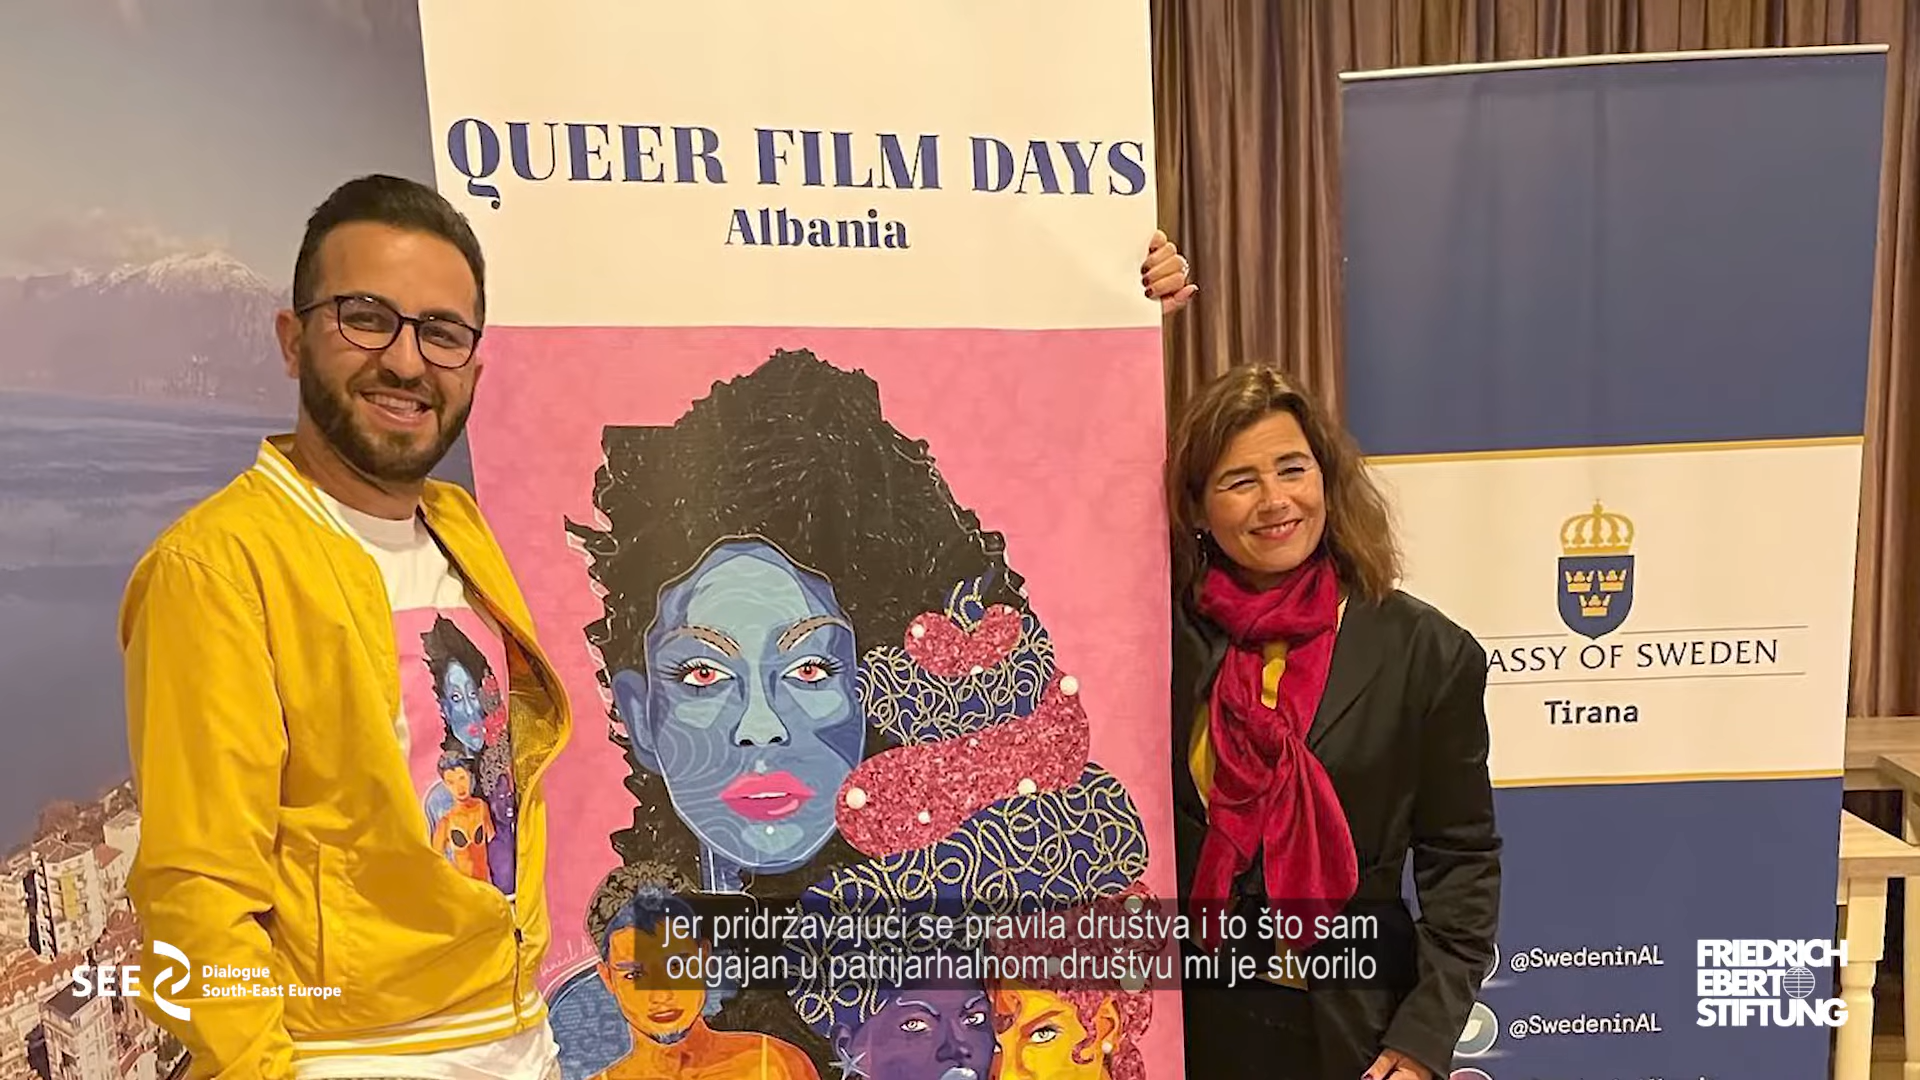 QUEER FILM DAYS
Albania
ASSY OF SWEDEN
Tirana
jer pridržavajući se pravila društva i to što sam
odgajan u patrijarhalnom društvu mi je stvorilo
@SwedeninAL
@SwedeninAL
SEE Dialogue
South-East Europe
FRIEDRICH
EBERT
STIFTUNG